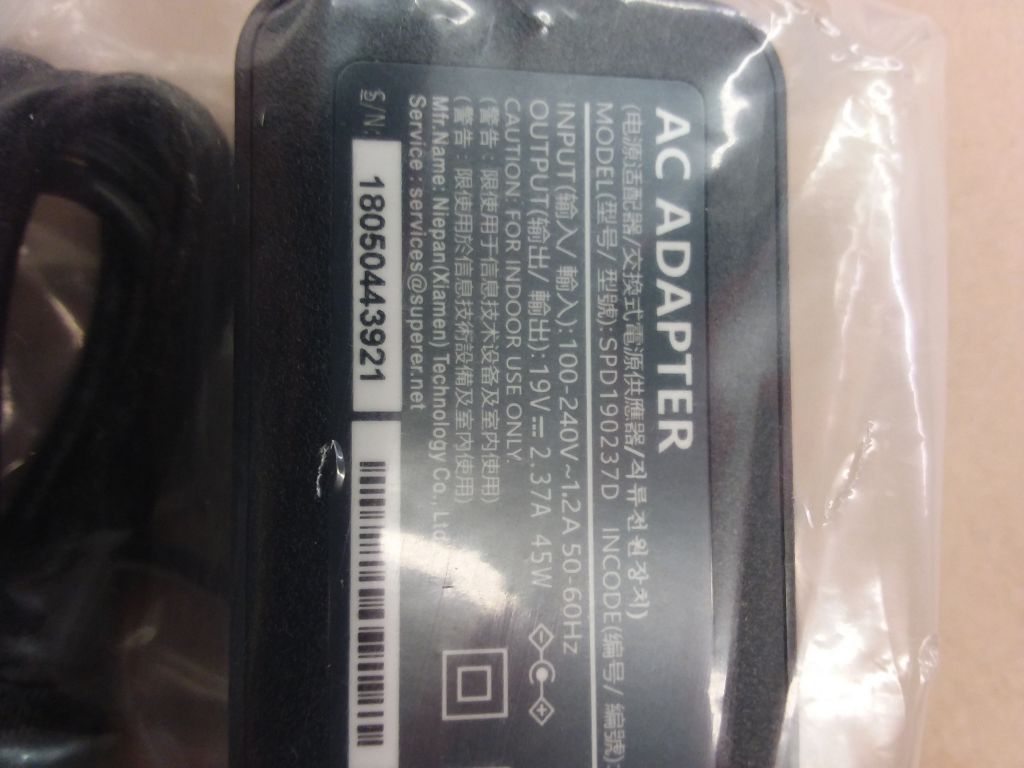 AC ADAPTER
(电源适配器/交換式電源供應器/직류전원장치)
MODEL(型号/ 型號):SPD19037D INCODE(编号/ 編號):
INPUT(输入/ 輸入):100-240V~1.2A 50-60Hz
OUTPUT(输出/ 輸出):19V 2.37A 45W
CAUTION: FOR INDOOR USE ONLY.
(警告：限使用于信息技术设备及室内使用)
(警告：限使用於信息技術設備及室內使用)
Mfr.Name: Niepan(Xiamen) Technology Co., Ltd
Service : services@superer.net
S/N: 180504443921